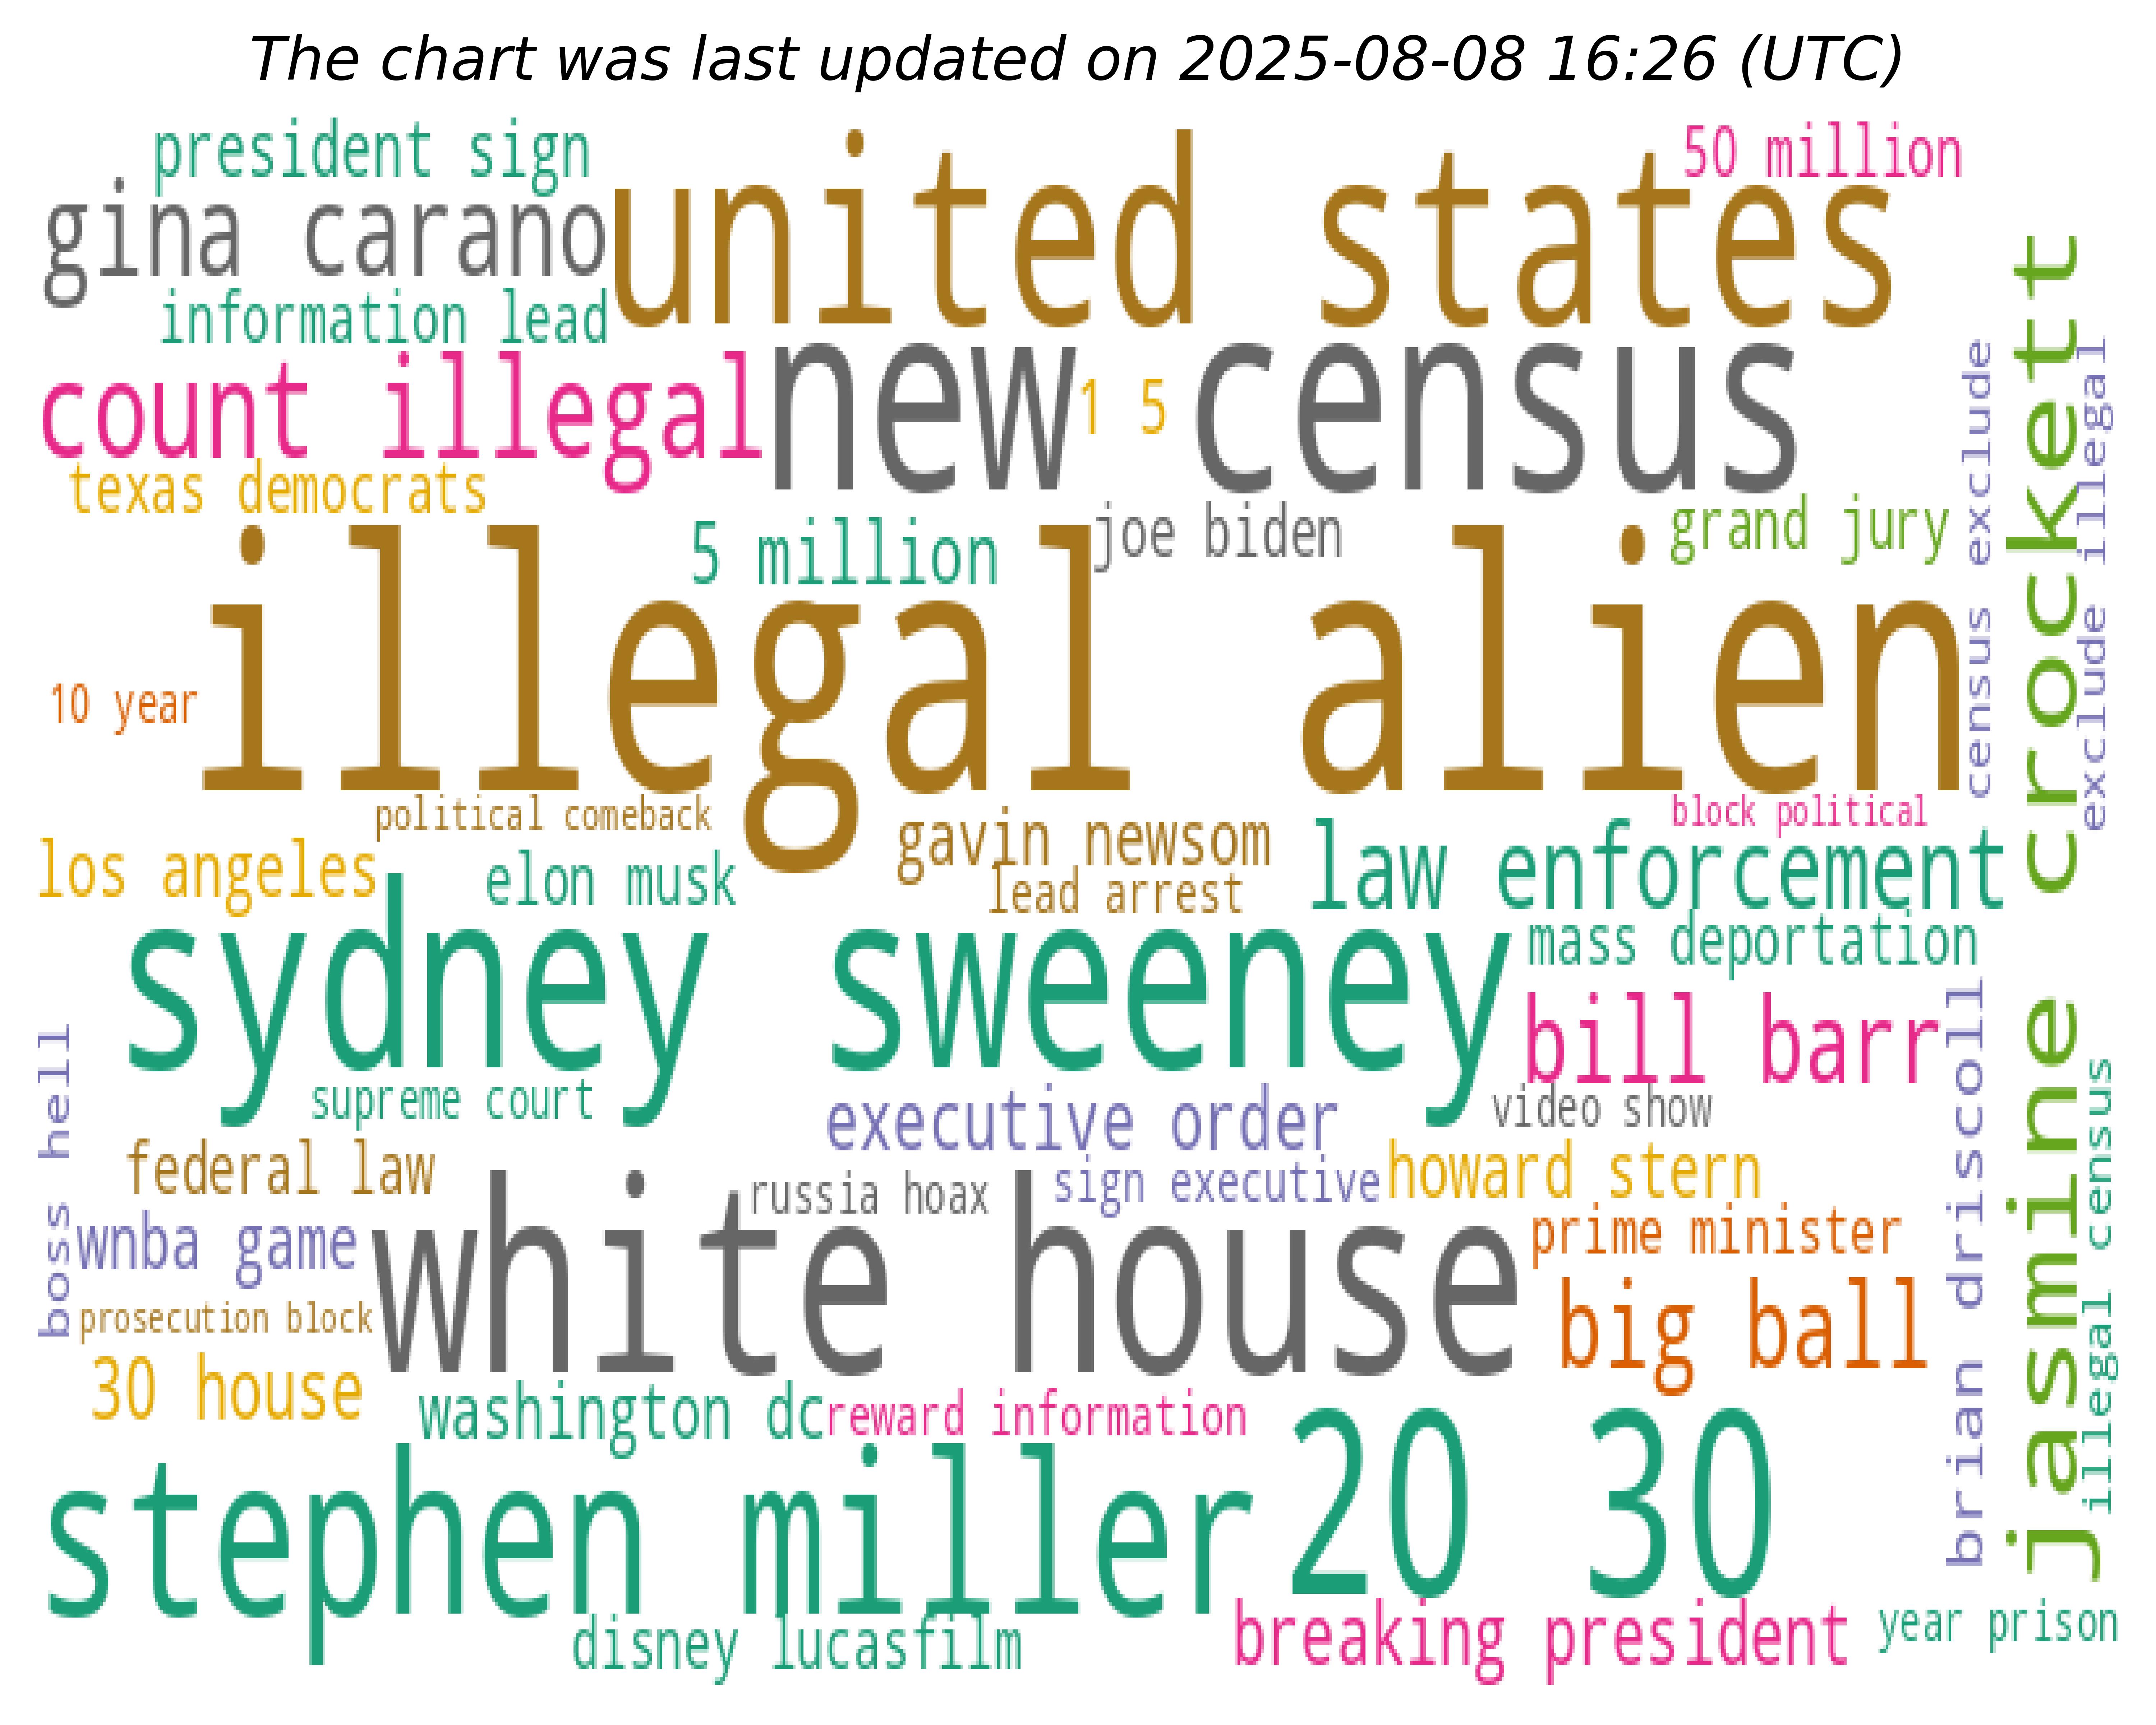 The chart was last updated on 2025-08-08 16:26 (UTC)
president sign
united states
50 million
gina carano
information lead
count illegal
new census
1 5
texas democrats
5 million
joe biden
grand jury
census exclude
exclude illegal
jasmine crockett
illegal alien
10 year
political comeback
block political
los angeles
elon musk
gavin newsom
lead arrest
law enforcement
mass deportation
sydney sweeney
bill barr
supreme court
executive order
video show
boss hell
federal law
russia hoax
sign executive
howard stern
wnba game
white house
prime minister
brian driscoll
illegal census
prosecution block
big ball
30 house
washington dc
reward information
stephen miller
20 30
disney lucasfilm
breaking president
year prison